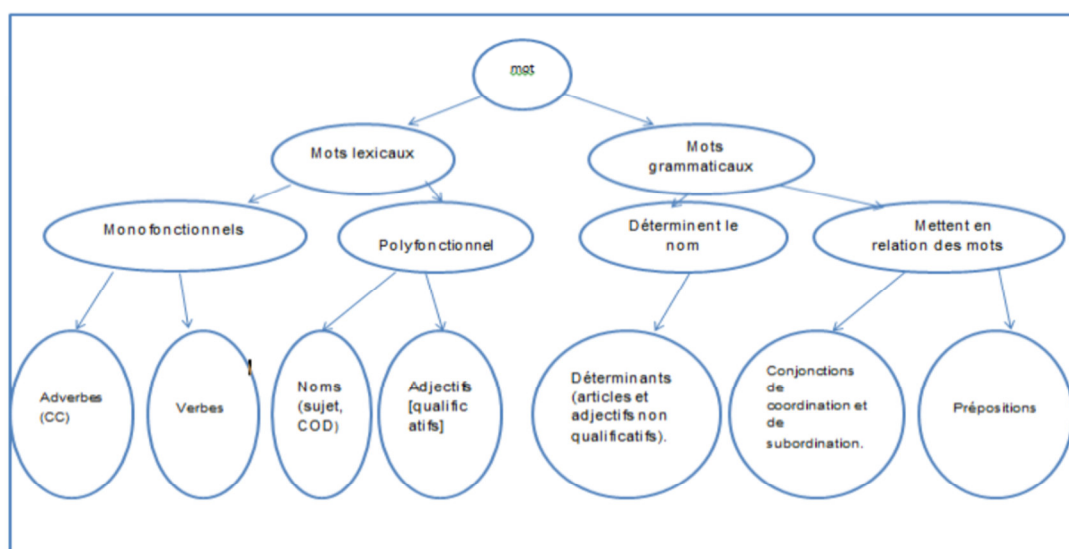 mot
Mots lexicaux
Mots
grammaticaux
Monofonctionnels
Polyfonctionnel
Déterminent le
nom
Mettent en
relation des mots
Adverbes
(CC)
Verbes
Noms
(sujet,
COD)
Adjectifs
[qualific
atifs]
Déterminants
(articles et
adjectifs non
qualificatifs).
Conjonctions
de
coordination et
de
subordination.
Prépositions